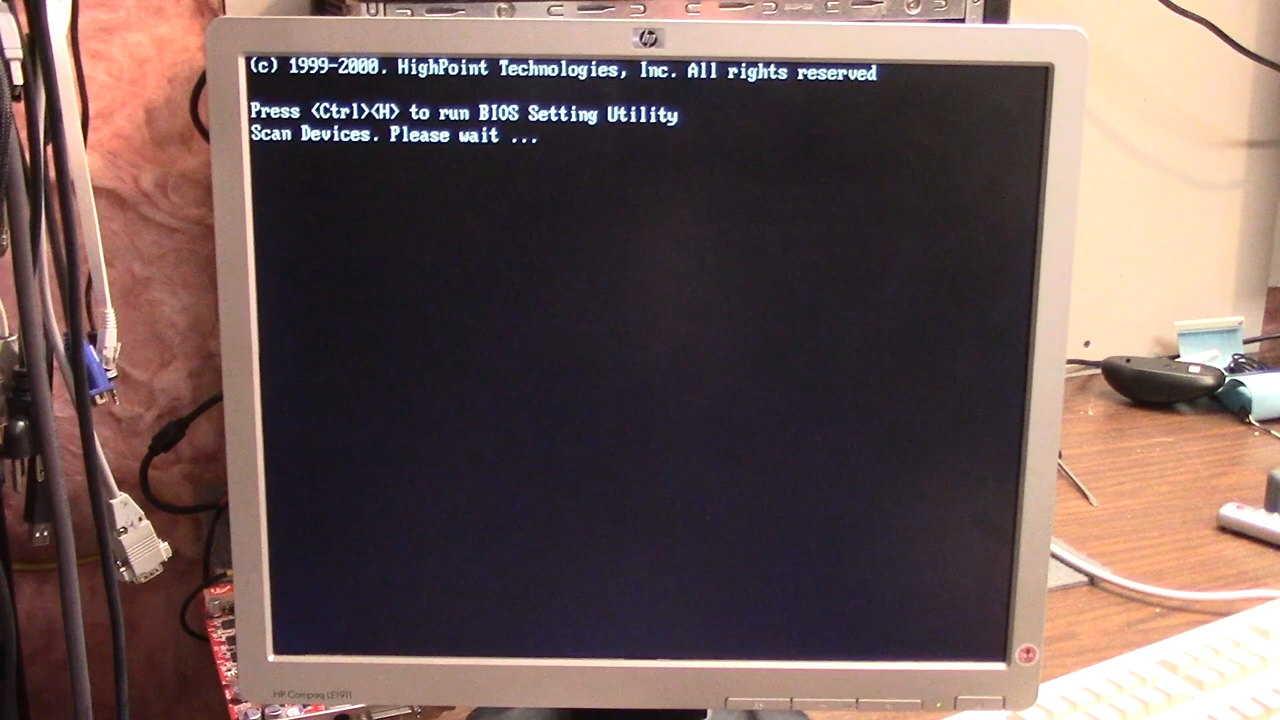 hp
(c) 1999-2000. HighPoint Technologies, Inc. All rights reserved
Press <Ctrl><H> to run BIOS Setting Utility
Scan Devices. Please wait ...
HP Compaq LE1911